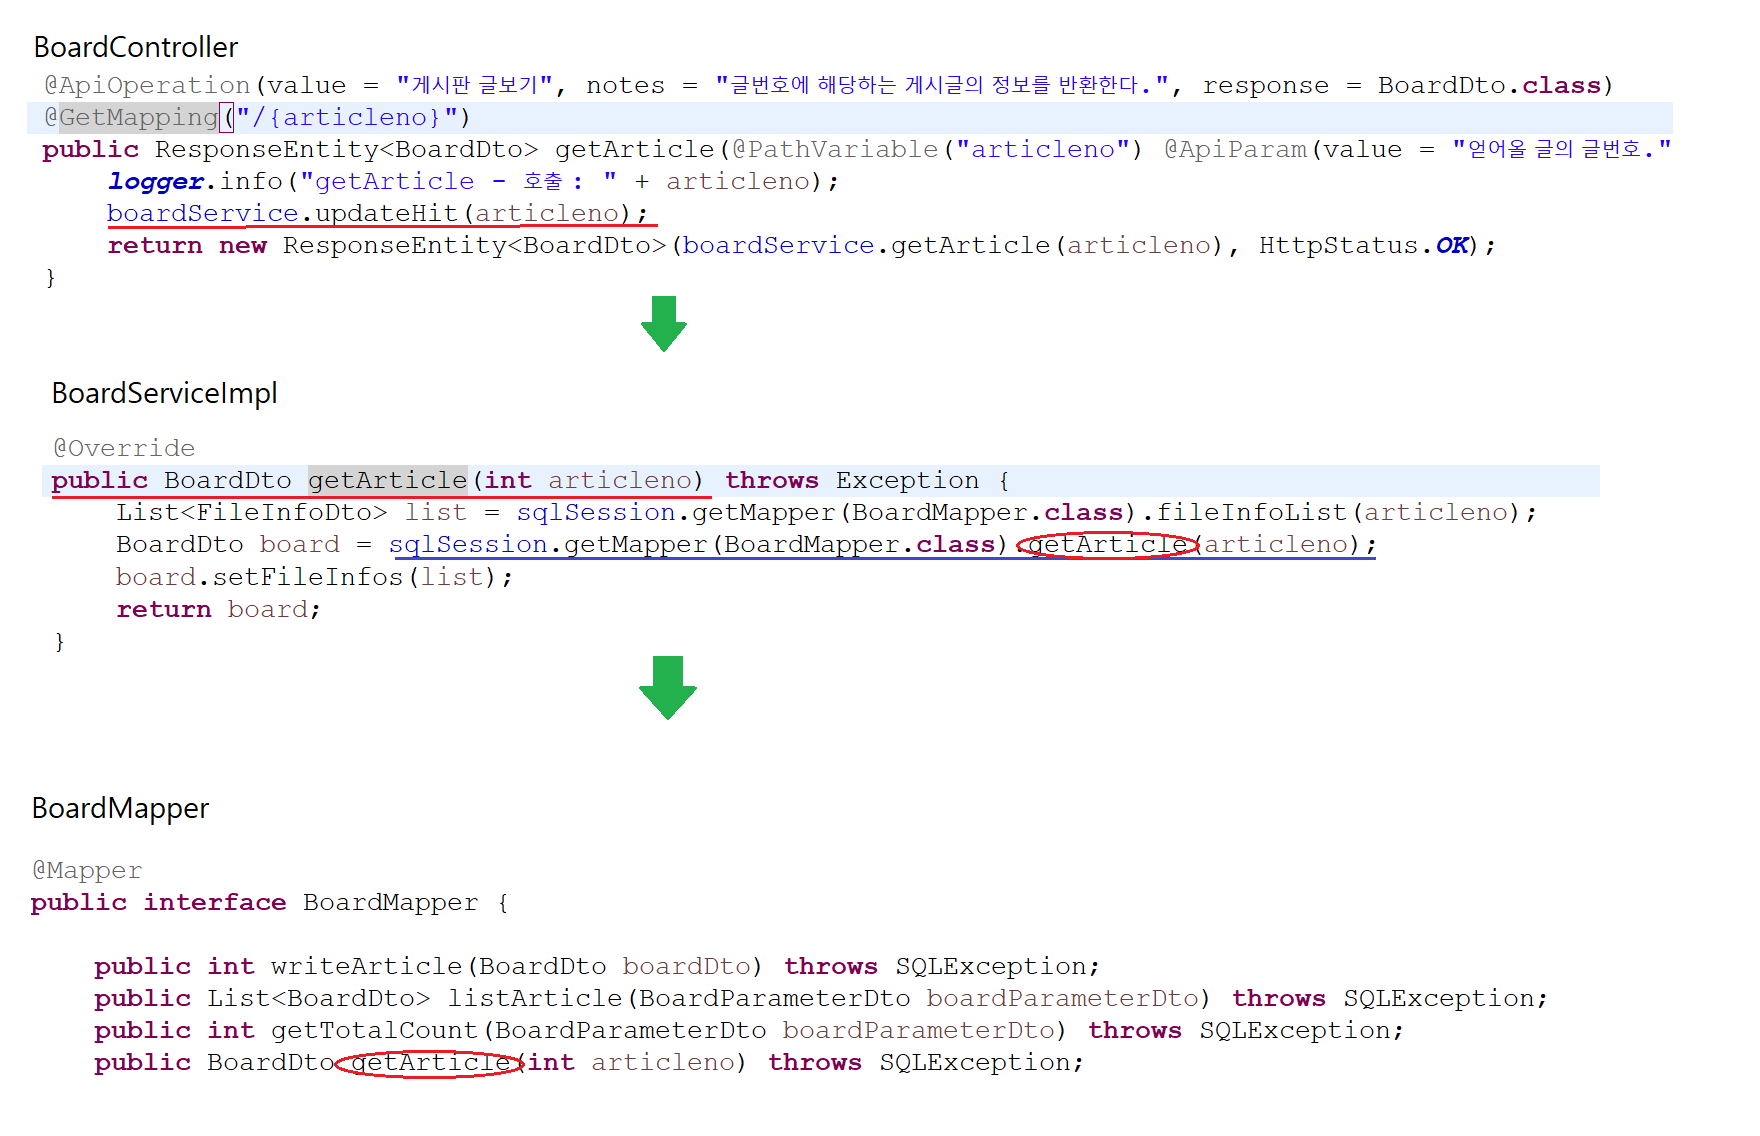 BoardController
@ApiOperation(value = "게시판 글보기", notes = "글번호에 해당하는 게시글의 정보를 반환한다.", response = BoardDto.class)
@GetMapping("/{articleno}")
public ResponseEntity<BoardDto> getArticle(@PathVariable("articleno") @ApiParam(value = "얻어올 글의 글번호."
logger.info("getArticle - 호출 : " + articleno);
boardService.updateHit(articleno);
return new ResponseEntity<BoardDto>(boardService.getArticle(articleno), HttpStatus.OK);
}
BoardServiceImpl
@Override
public BoardDto getArticle(int articleno) throws Exception {
List<FileInfoDto> list = sqlSession.getMapper(BoardMapper.class).fileInfoList(articleno);
BoardDto board = sqlSession.getMapper(BoardMapper.class).getArticle(articleno);
board.setFileInfos(list);
return board;
}
BoardMapper
@Mapper
public interface BoardMapper {
public int writeArticle(BoardDto boardDto) throws SQLException;
public List<BoardDto> listArticle(BoardParameterDto boardParameterDto) throws SQLException;
public int getTotalCount(BoardParameterDto boardParameterDto) throws SQLException;
public BoardDto getArticle(int articleno) throws SQLException;